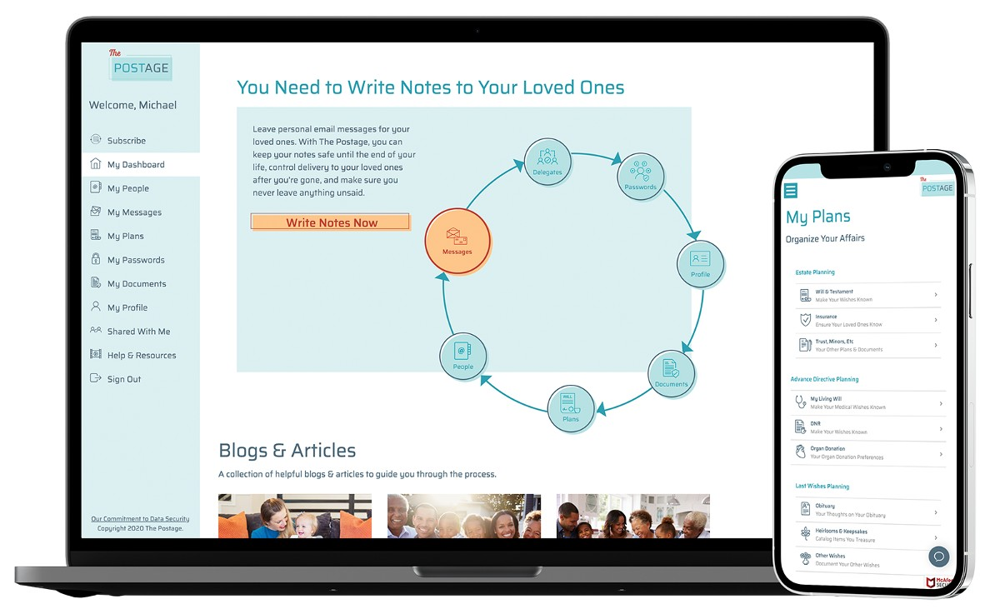 The
POSTAGE
Welcome, Michael
Subscribe
My Dashboard
My People
My Messages
My Plans
My Passwords
My Documents
My Profile
Shared With Me
Help & Resources
Sign Out
Our Commitment to Data Security
Copyright 2020 The Postage.
You Need to Write Notes to Your Loved Ones
Leave personal email messages for your
loved ones. With The Postage, you can
keep your notes safe until the end of your
life, control delivery to your loved ones
after you're gone, and make sure you
never leave anything unsaid.
Write Notes Now
Delegates
Passwords
Profile
Documents
WILL
Plans
People
Messages
Blogs & Articles
A collection of helpful blogs & articles to guide you through the process.
The
POSTAGE
My Plans
Organize Your Affairs
Estate Planning
Will & Testament
Make Your Wishes Known
Insurance
Ensure Your Loved Ones Know
Trust, Minors, Etc
Your Other Plans & Documents
Advance Directive Planning
My Living Will
Make Your Medical Wishes Known
DNR
Make Your Wishes Known
Organ Donation
Your Organ Donation Preferences
Last Wishes Planning
Obituary
Your Thoughts on Your Obituary
Heirlooms & Keepsakes
Catalog Items You Treasure
Other Wishes
Document Your Other Wishes
McAfee
SECU